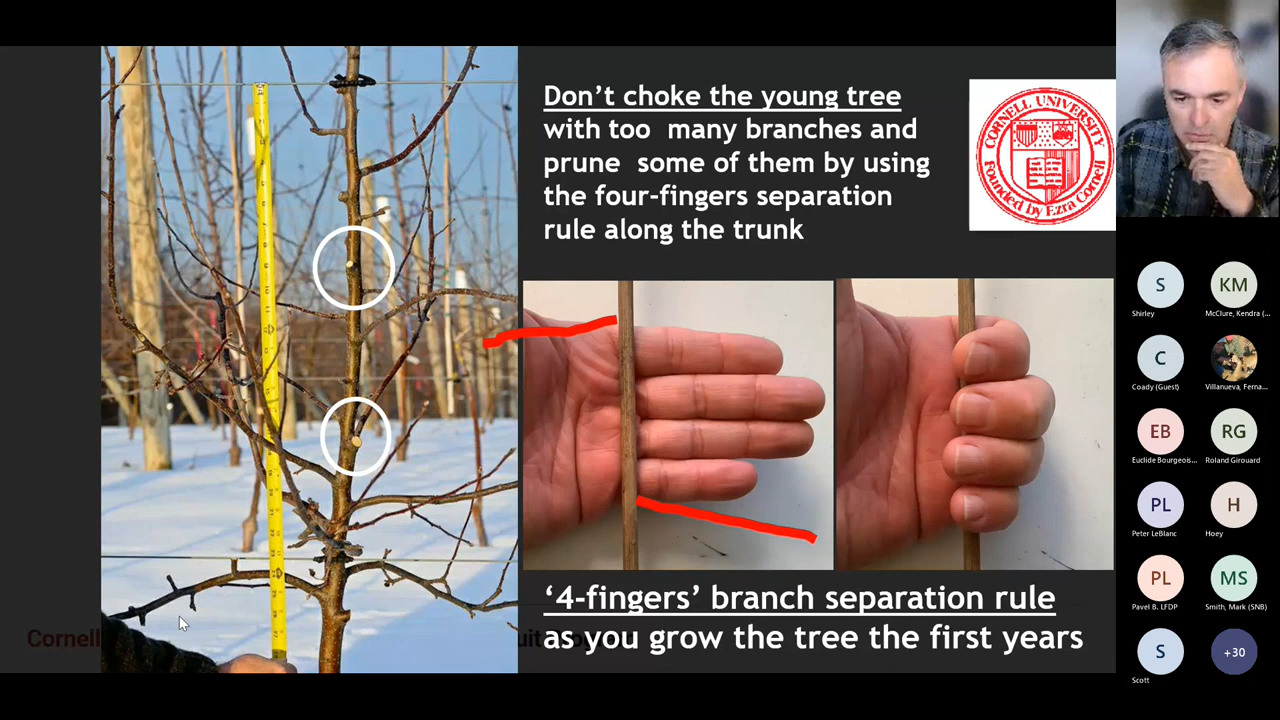 Don't choke the young tree
with too many branches and
prune some of them by using
the four-fingers separation
rule along the trunk
CORNELL UNIVERSITY
Founded by Ezra Cornell
'4-fingers' branch separation rule
as you grow the tree the first years
Cornell
S
Shirley
KM
McClure, Kendra (...
C
Coady (Guest)
Villanueva, Ferna...
EB
Euclide Bourgeois...
RG
Roland Girouard
PL
Peter LeBlanc
H
Hoey
PL
Pavel B. LFDP
MS
Smith, Mark (SNB)
S
Scott
+30